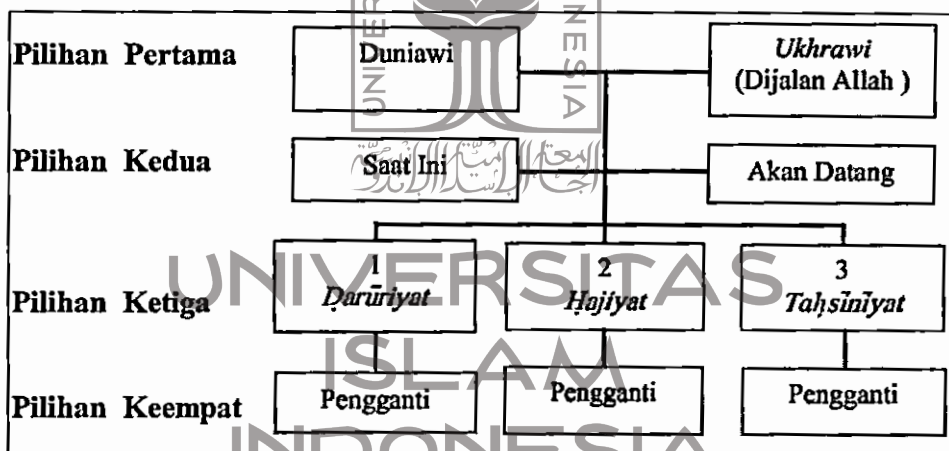 Pilihan Pertama
Duniawi
Ukhrawi
(Dijalan Allah )
Pilihan Kedua
Saat Ini
Akan Datang
Pilihan Ketiga
1
Ḍarūriyat
2
Ḥajiyat
3
Taḥsīnīyat
Pilihan Keempat
Pengganti
Pengganti
Pengganti
UNIVERSITAS
ISLAM
INDONESIA